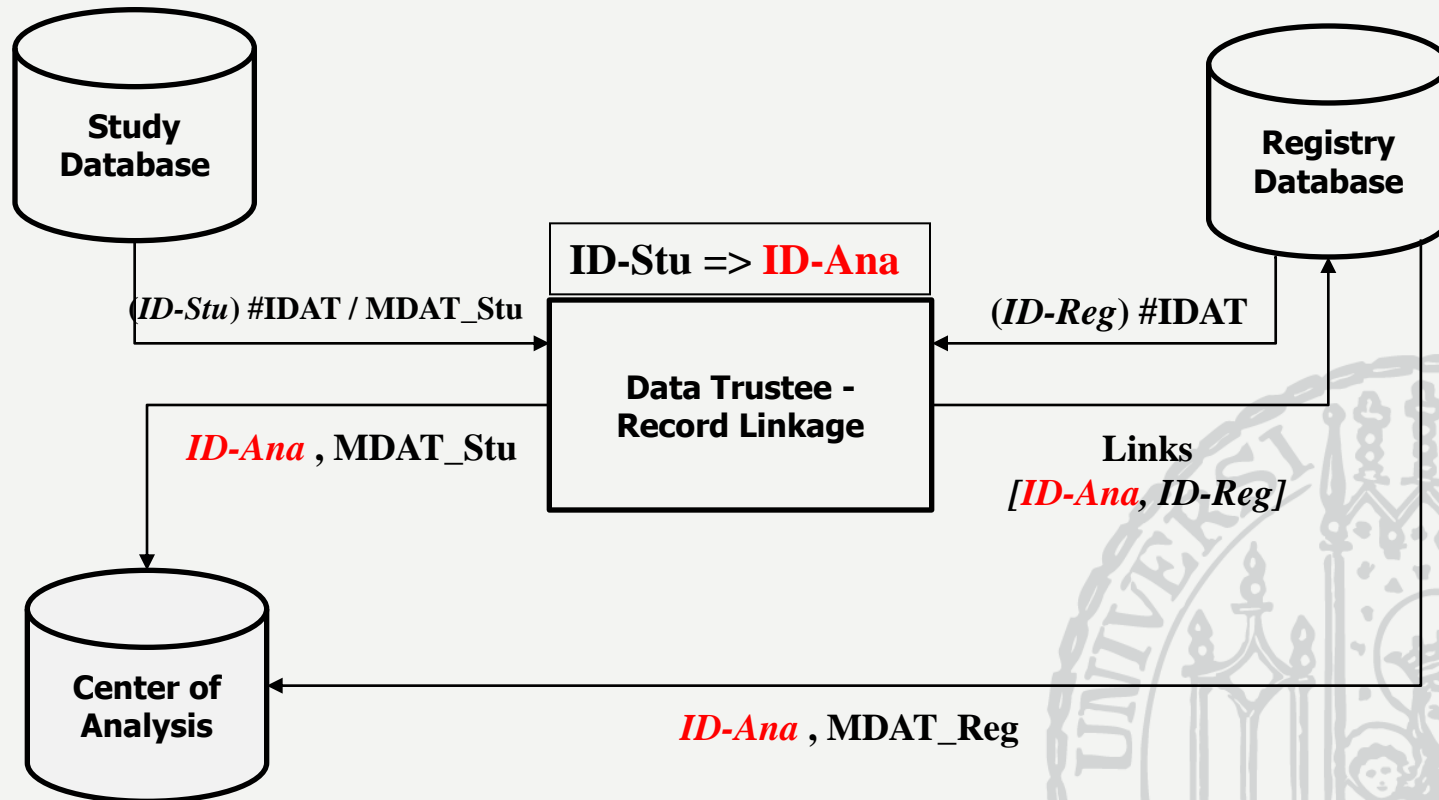 Study
Database
Registry
Database
ID-Stu => ID-Ana
(ID-Stu) #IDAT / MDAT_Stu
(ID-Reg) #IDAT
Data Trustee -
Record Linkage
ID-Ana , MDAT_Stu
Links
[ID-Ana, ID-Reg]
Center of
Analysis
ID-Ana , MDAT_Reg
UNIVERSI